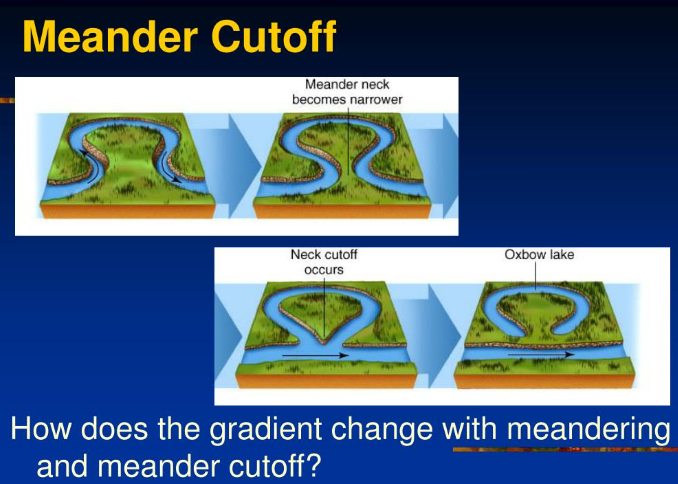 Meander Cutoff
Meander neck
becomes narrower
Neck cutoff
occurs
Oxbow lake
How does the gradient change with meandering
and meander cutoff?